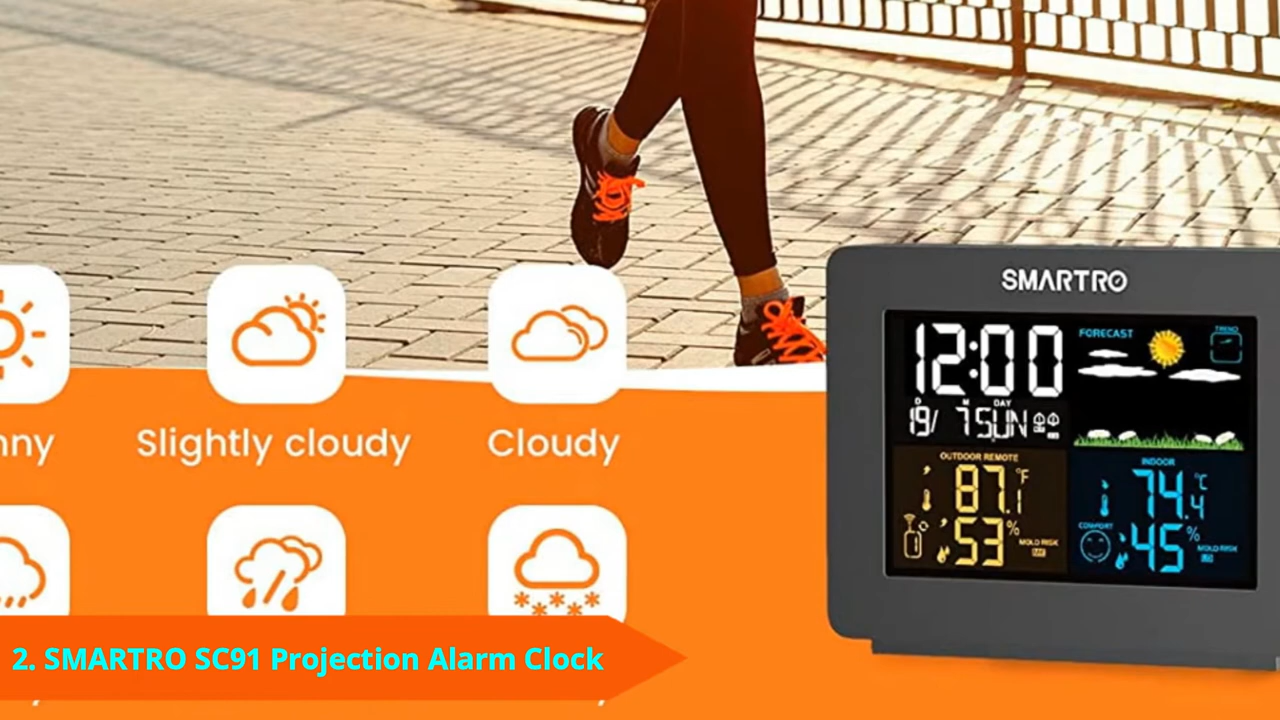 SMARTRO
12:00
FORECAST
TREND
D M DAY
19/ 7 SUN
OUTDOOR REMOTE
87.1 °F
53 %
MOLD RISK
INDOOR
74.4 °C
COMFORT
45 %
MOLD RISK
nny
Slightly cloudy
Cloudy
2. SMARTRO SC91 Projection Alarm Clock